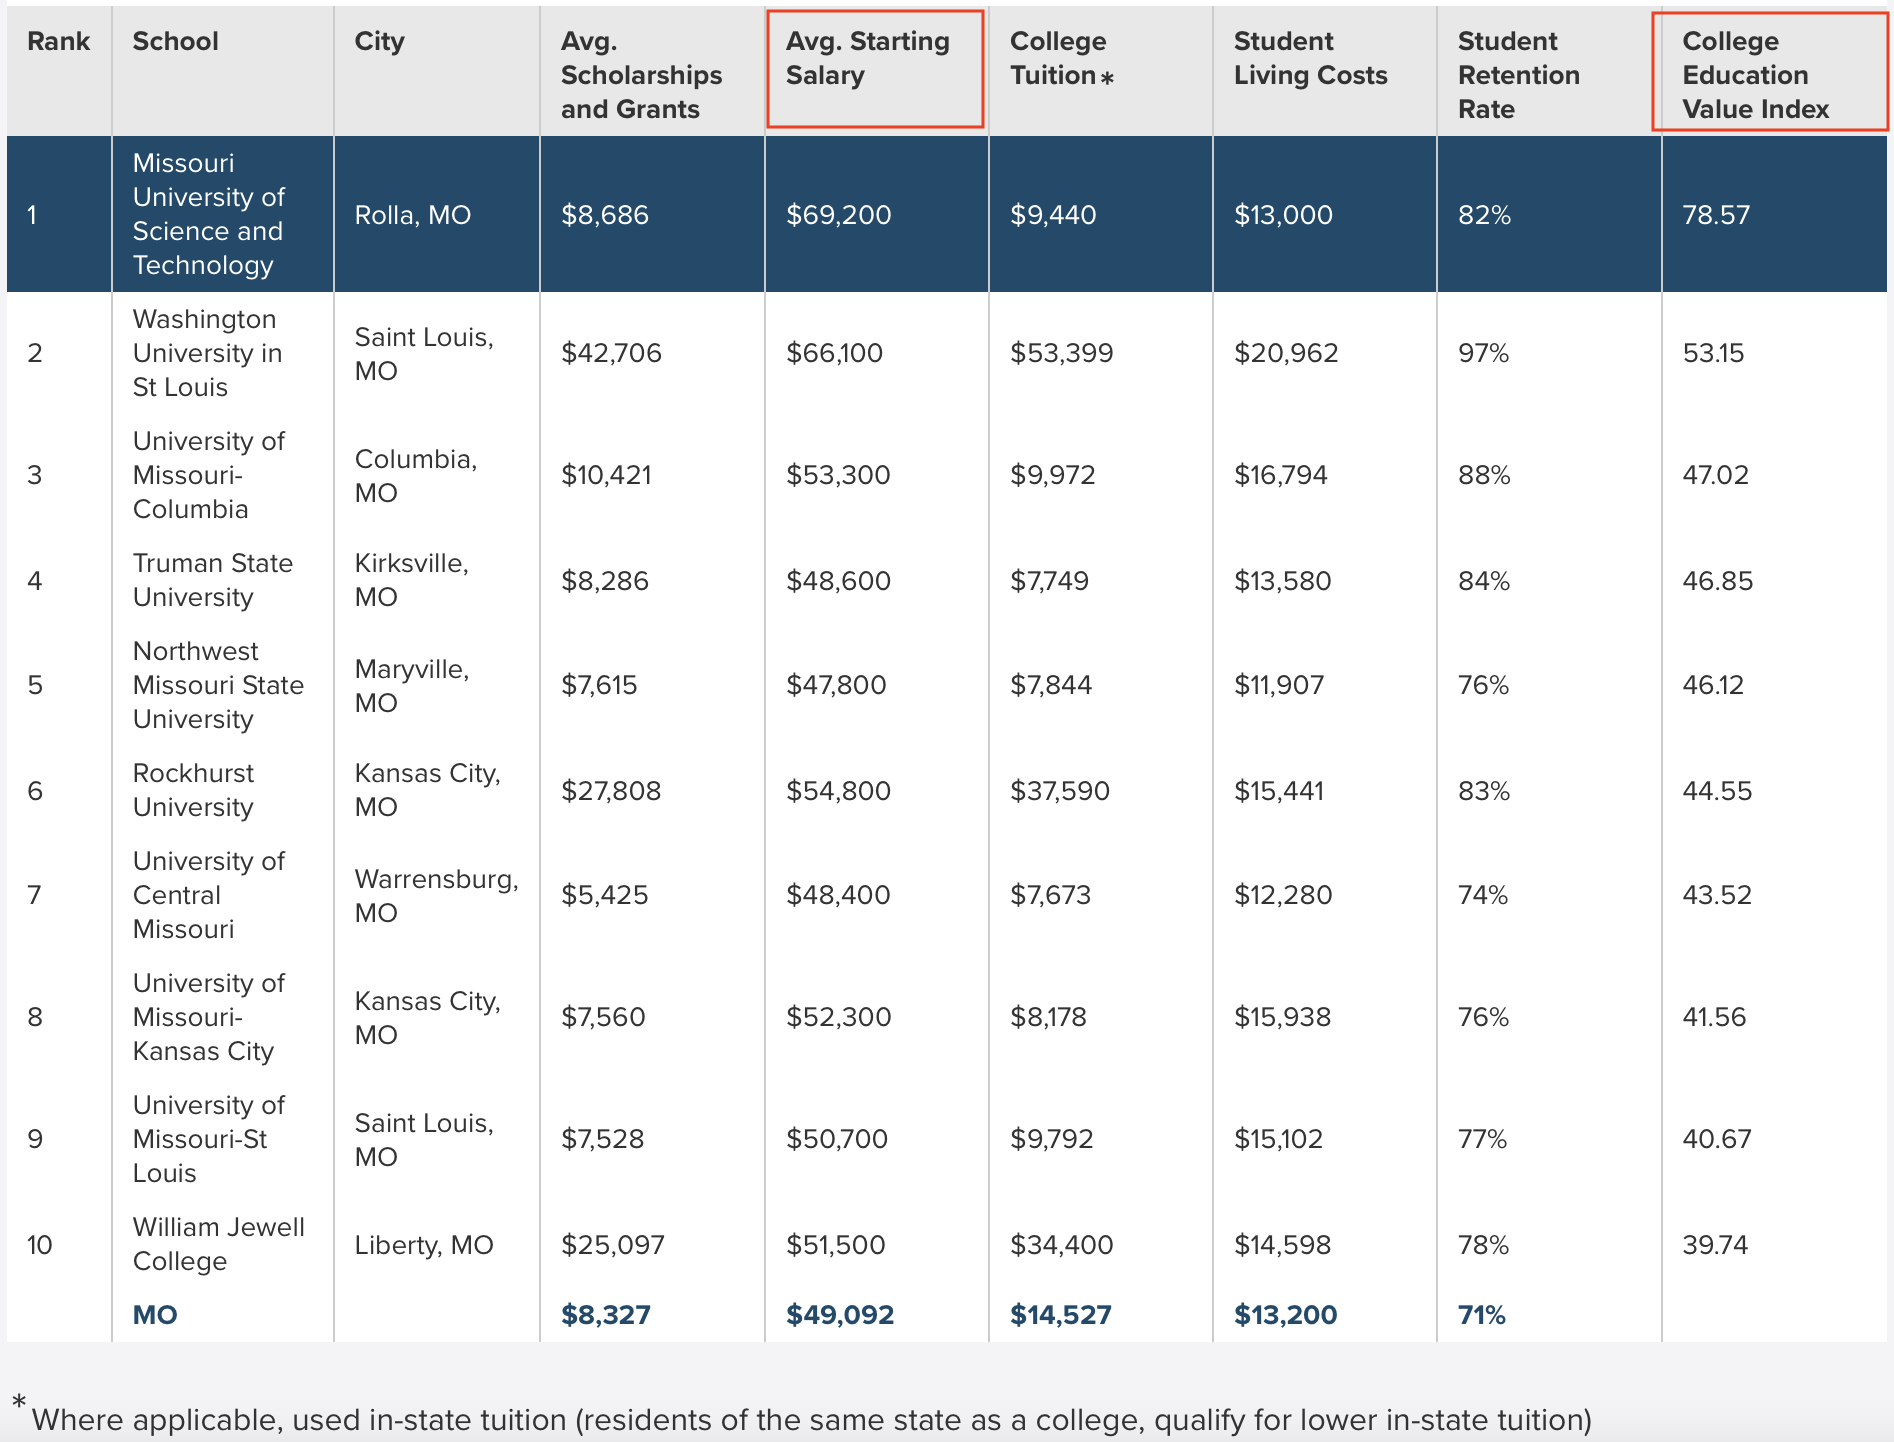 Rank School City Avg. Scholarships and Grants Avg. Starting Salary College Tuition* Student Living Costs Student Retention Rate College Education Value Index
1 Missouri University of Science and Technology Rolla, MO $8,686 $69,200 $9,440 $13,000 82% 78.57
2 Washington University in St Louis Saint Louis, MO $42,706 $66,100 $53,399 $20,962 97% 53.15
3 University of Missouri-Columbia Columbia, MO $10,421 $53,300 $9,972 $16,794 88% 47.02
4 Truman State University Kirksville, MO $8,286 $48,600 $7,749 $13,580 84% 46.85
5 Northwest Missouri State University Maryville, MO $7,615 $47,800 $7,844 $11,907 76% 46.12
6 Rockhurst University Kansas City, MO $27,808 $54,800 $37,590 $15,441 83% 44.55
7 University of Central Missouri Warrensburg, MO $5,425 $48,400 $7,673 $12,280 74% 43.52
8 University of Missouri-Kansas City Kansas City, MO $7,560 $52,300 $8,178 $15,938 76% 41.56
9 University of Missouri-St Louis Saint Louis, MO $7,528 $50,700 $9,792 $15,102 77% 40.67
10 William Jewell College Liberty, MO $25,097 $51,500 $34,400 $14,598 78% 39.74
MO $8,327 $49,092 $14,527 $13,200 71%
* Where applicable, used in-state tuition (residents of the same state as a college, qualify for lower in-state tuition)